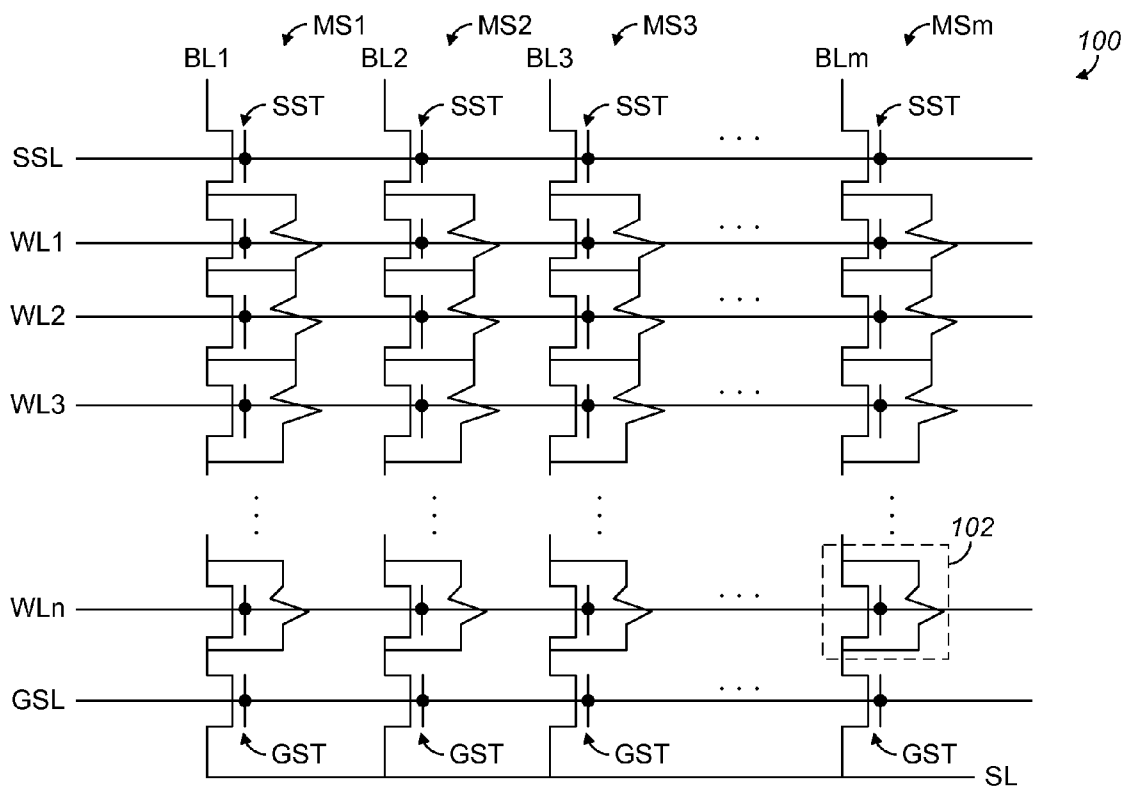 MS1 MS2 MS3 MSm
BL1 BL2 BL3 BLm 100
SST SST SST SST
SSL . . .
WL1 . . .
WL2 . . .
WL3 . . .
102
WLn . . .
GSL . . .
GST GST GST GST
SL